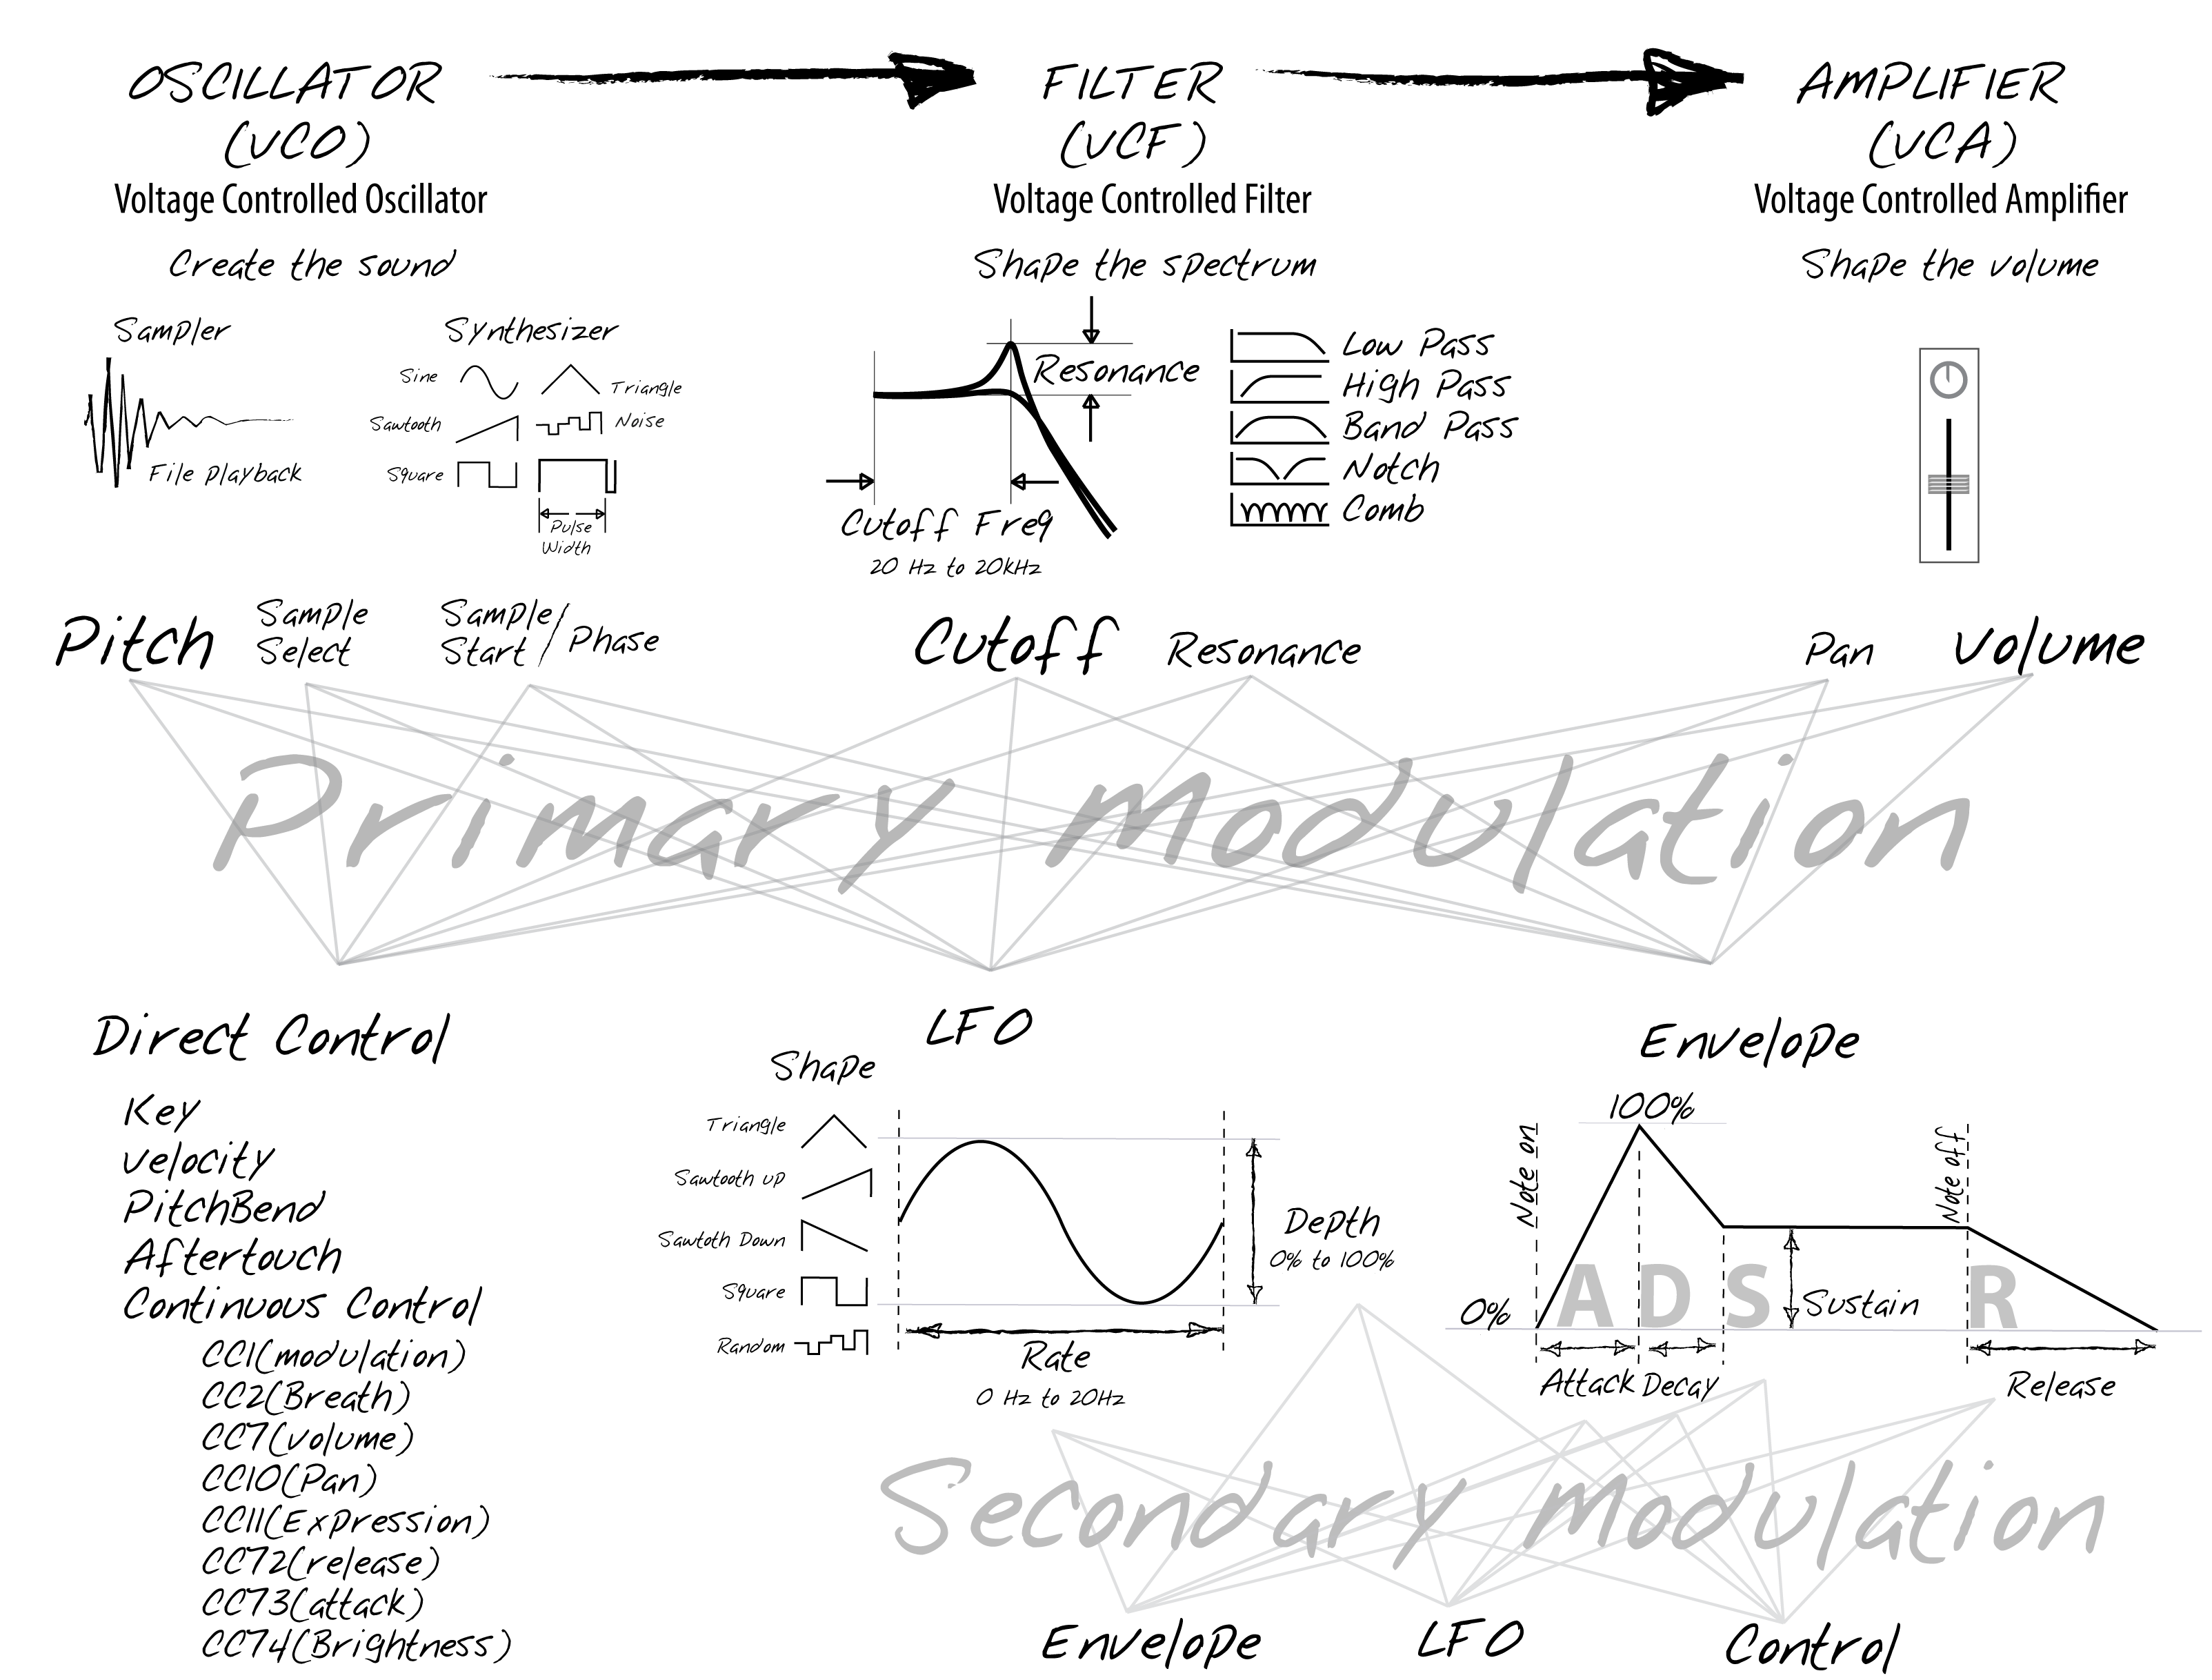 OSCILLATOR
(VCO)
Voltage Controlled Oscillator
Create the sound
Sampler
File Playback
Synthesizer
Sine
Triangle
Sawtooth
Noise
Square
Pulse
Width
FILTER
(VCF)
Voltage Controlled Filter
Shape the spectrum
Resonance
Cutoff Freq
20 Hz to 20kHz
Low Pass
High Pass
Band Pass
Notch
Comb
AMPLIFIER
(VCA)
Voltage Controlled Amplifier
Shape the volume
Pitch
Sample
Select
Sample
Start / Phase
Cutoff
Resonance
Pan
Volume
Primary Modulation
Direct Control
Key
Velocity
PitchBend
Aftertouch
Continuous Control
CC1(modulation)
CC2(Breath)
CC7(volume)
CC10(Pan)
CC11(Expression)
CC72(release)
CC73(attack)
CC74(Brightness)
LFO
Shape
Triangle
Sawtooth up
Sawtoth Down
Square
Random
Depth
0% to 100%
Rate
0 Hz to 20Hz
Envelope
100%
Note on
Note off
0%
A D S R
Sustain
Attack Decay
Release
Secondary Modulation
Envelope
LFO
Control